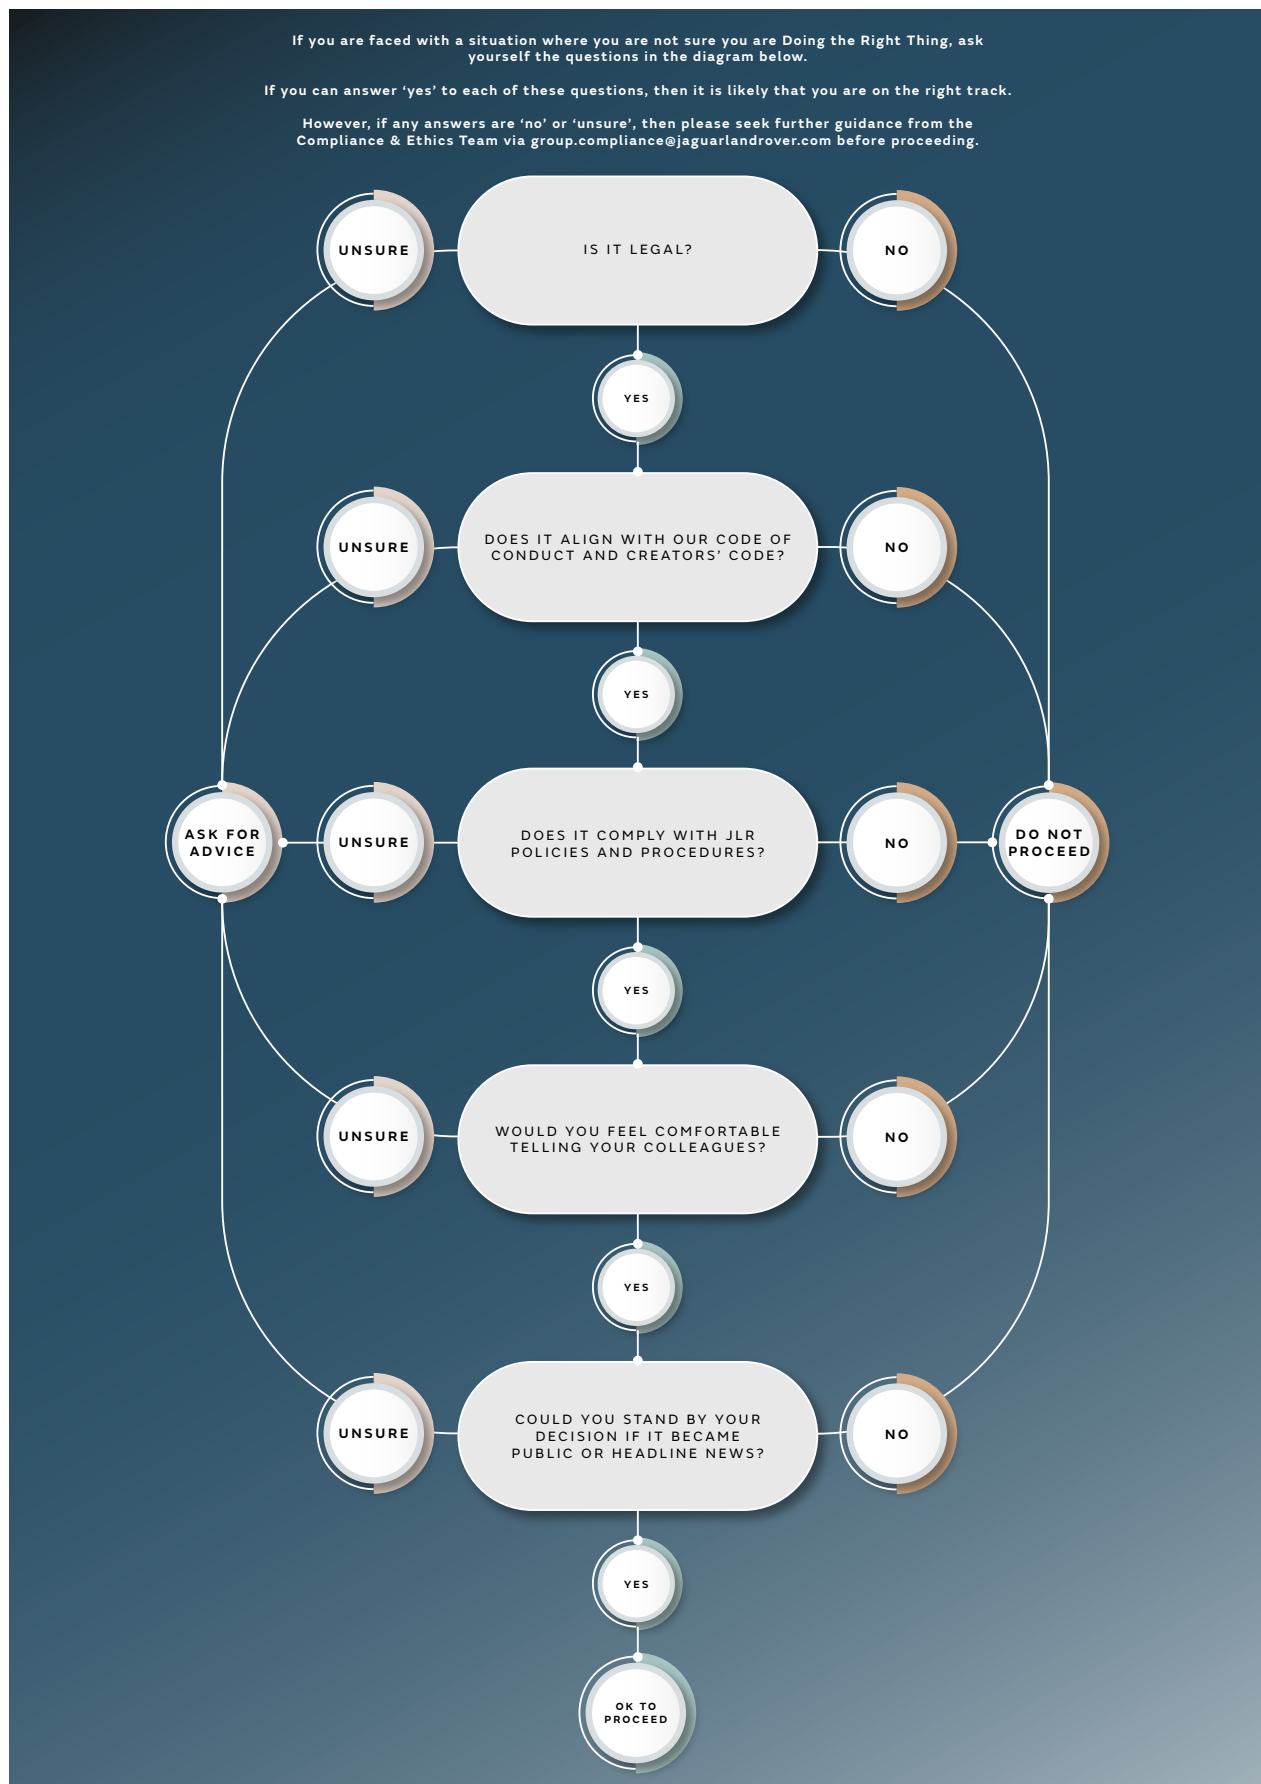 If you are faced with a situation where you are not sure you are Doing the Right Thing, ask
yourself the questions in the diagram below.
If you can answer ‘yes’ to each of these questions, then it is likely that you are on the right track.
However, if any answers are ‘no’ or ‘unsure’, then please seek further guidance from the
Compliance & Ethics Team via group.compliance@jaguarlandrover.com before proceeding.
UNSURE
IS IT LEGAL?
NO
YES
UNSURE
DOES IT ALIGN WITH OUR CODE OF
CONDUCT AND CREATORS’ CODE?
NO
YES
ASK FOR
ADVICE
UNSURE
DOES IT COMPLY WITH JLR
POLICIES AND PROCEDURES?
NO
DO NOT
PROCEED
YES
UNSURE
WOULD YOU FEEL COMFORTABLE
TELLING YOUR COLLEAGUES?
NO
YES
UNSURE
COULD YOU STAND BY YOUR
DECISION IF IT BECAME
PUBLIC OR HEADLINE NEWS?
NO
YES
OK TO
PROCEED